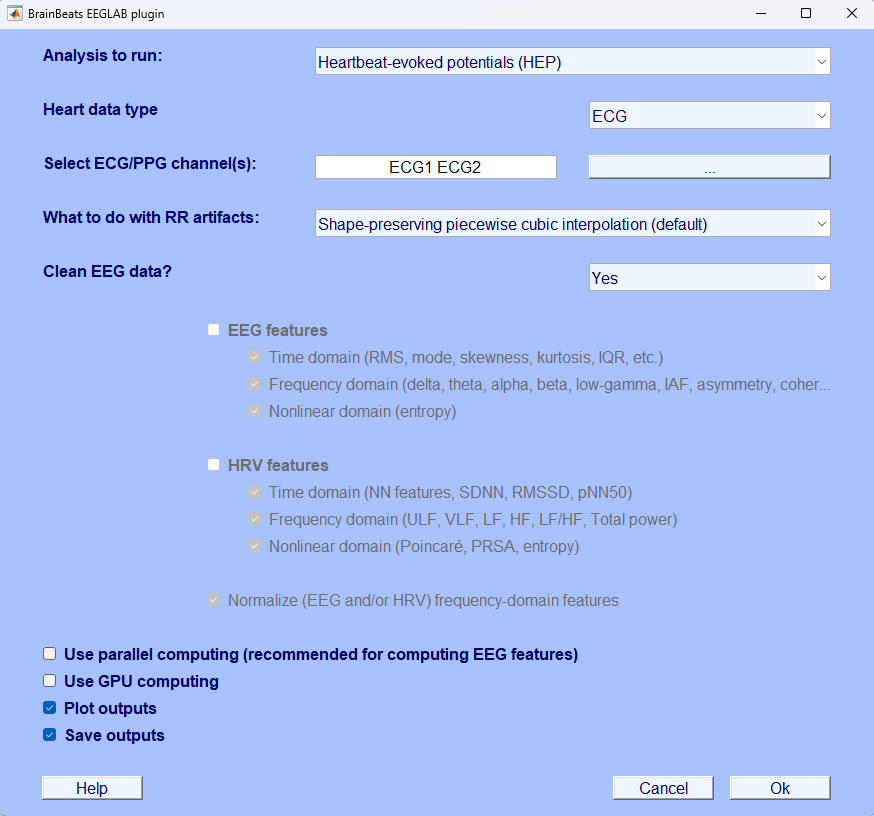 BrainBeats EEGLAB plugin
Analysis to run: Heartbeat-evoked potentials (HEP)
Heart data type ECG
Select ECG/PPG channel(s): ECG1 ECG2 ...
What to do with RR artifacts: Shape-preserving piecewise cubic interpolation (default)
Clean EEG data? Yes
EEG features
Time domain (RMS, mode, skewness, kurtosis, IQR, etc.)
Frequency domain (delta, theta, alpha, beta, low-gamma, IAF, asymmetry, coher...
Nonlinear domain (entropy)
HRV features
Time domain (NN features, SDNN, RMSSD, pNN50)
Frequency domain (ULF, VLF, LF, HF, LF/HF, Total power)
Nonlinear domain (Poincaré, PRSA, entropy)
Normalize (EEG and/or HRV) frequency-domain features
Use parallel computing (recommended for computing EEG features)
Use GPU computing
Plot outputs
Save outputs
Help Cancel Ok